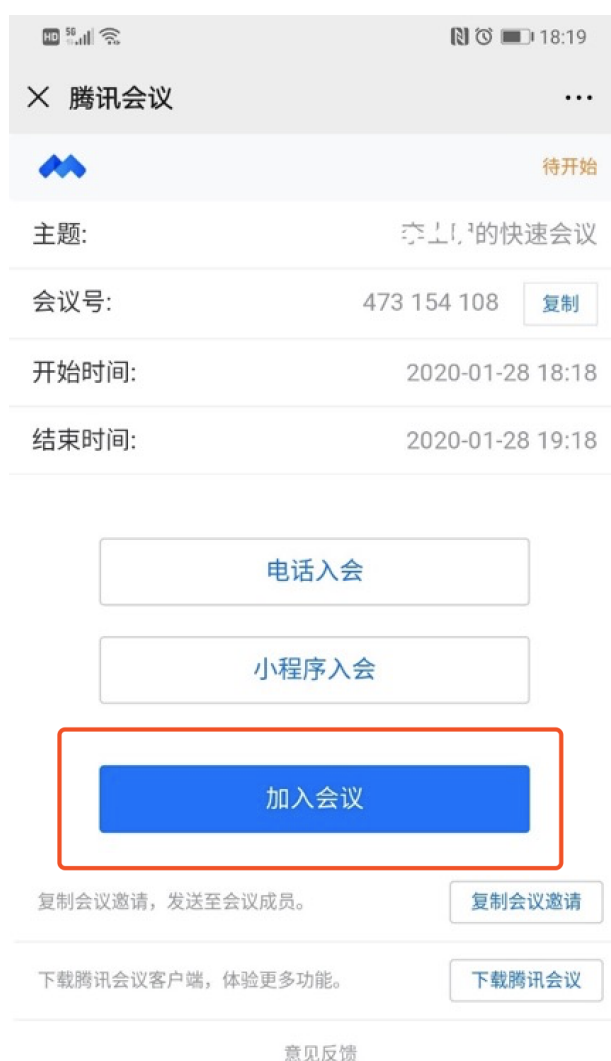 HD 5G 18:19
腾讯会议
待开始
主题: 的快速会议
会议号: 473 154 108 复制
开始时间: 2020-01-28 18:18
结束时间: 2020-01-28 19:18
电话入会
小程序入会
加入会议
复制会议邀请，发送至会议成员。 复制会议邀请
下载腾讯会议客户端，体验更多功能。 下载腾讯会议
意见反馈